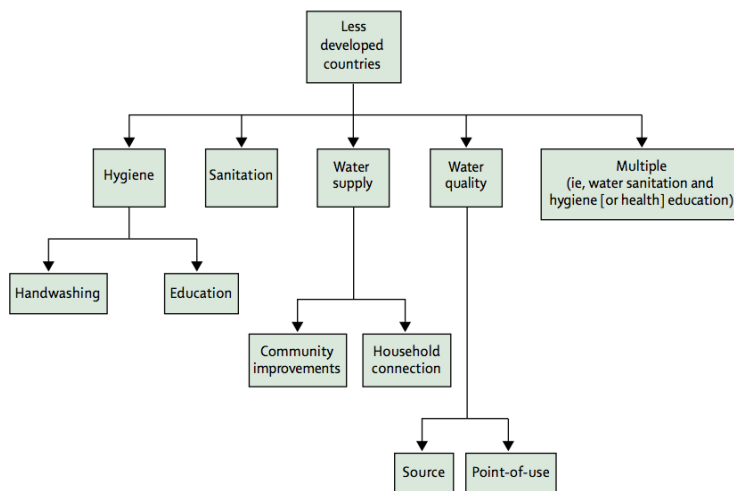 Less
developed
countries
Hygiene
Sanitation
Water
supply
Water
quality
Multiple
(ie, water sanitation and
hygiene [or health] education)
Handwashing
Education
Community
improvements
Household
connection
Source
Point-of-use